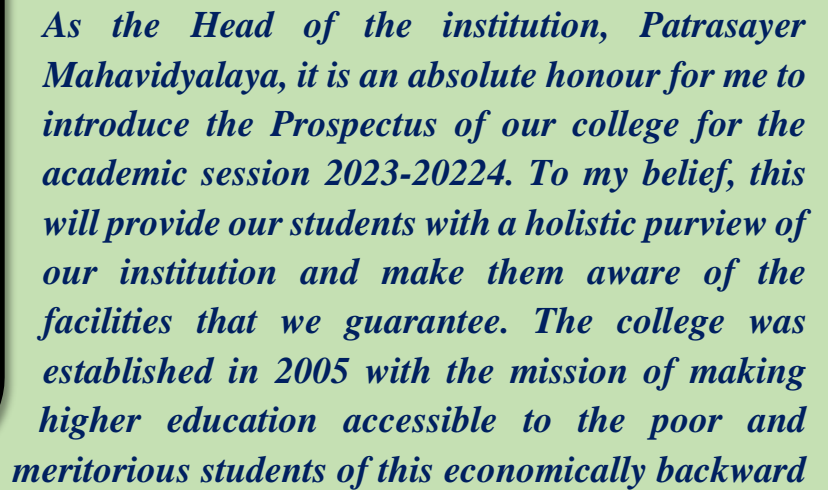 As the Head of the institution, Patrasayer
Mahavidyalaya, it is an absolute honour for me to
introduce the Prospectus of our college for the
academic session 2023-20224. To my belief, this
will provide our students with a holistic purview of
our institution and make them aware of the
facilities that we guarantee. The college was
established in 2005 with the mission of making
higher education accessible to the poor and
meritorious students of this economically backward